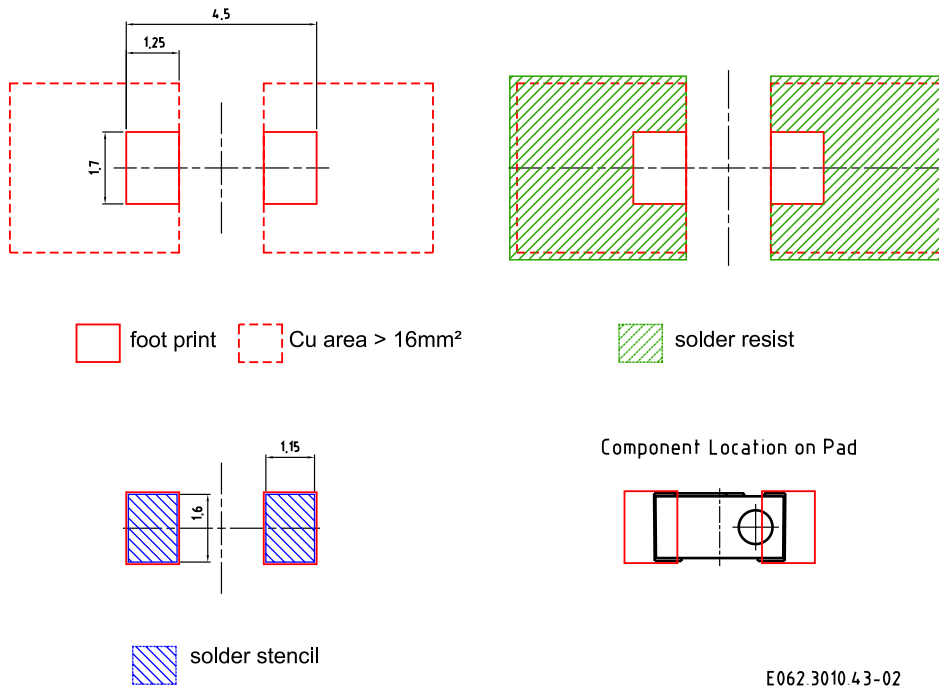 4.5
1.25
1.7
foot print
Cu area > 16mm²
solder resist
1.15
1.6
Component Location on Pad
solder stencil
E062.3010.43-02